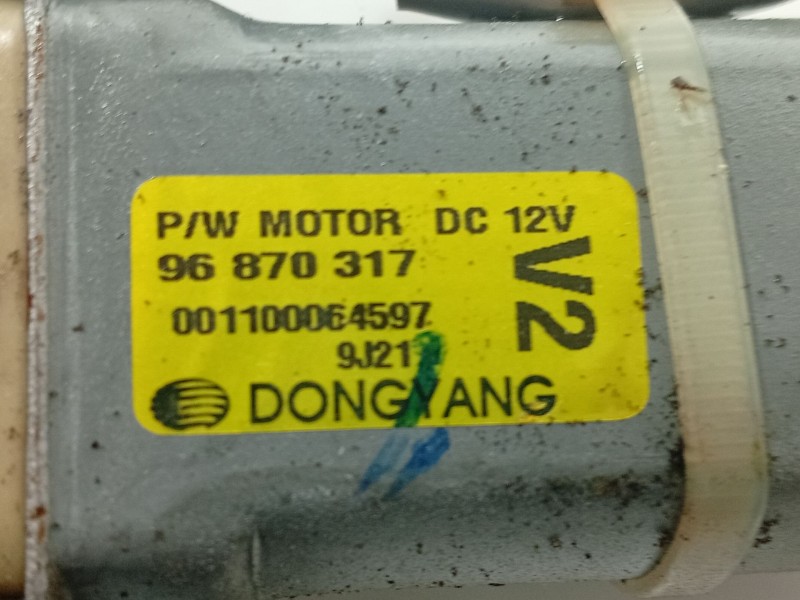 P/W MOTOR DC 12V
96 870 317
V2
001100064597
9J21
DONGYANG